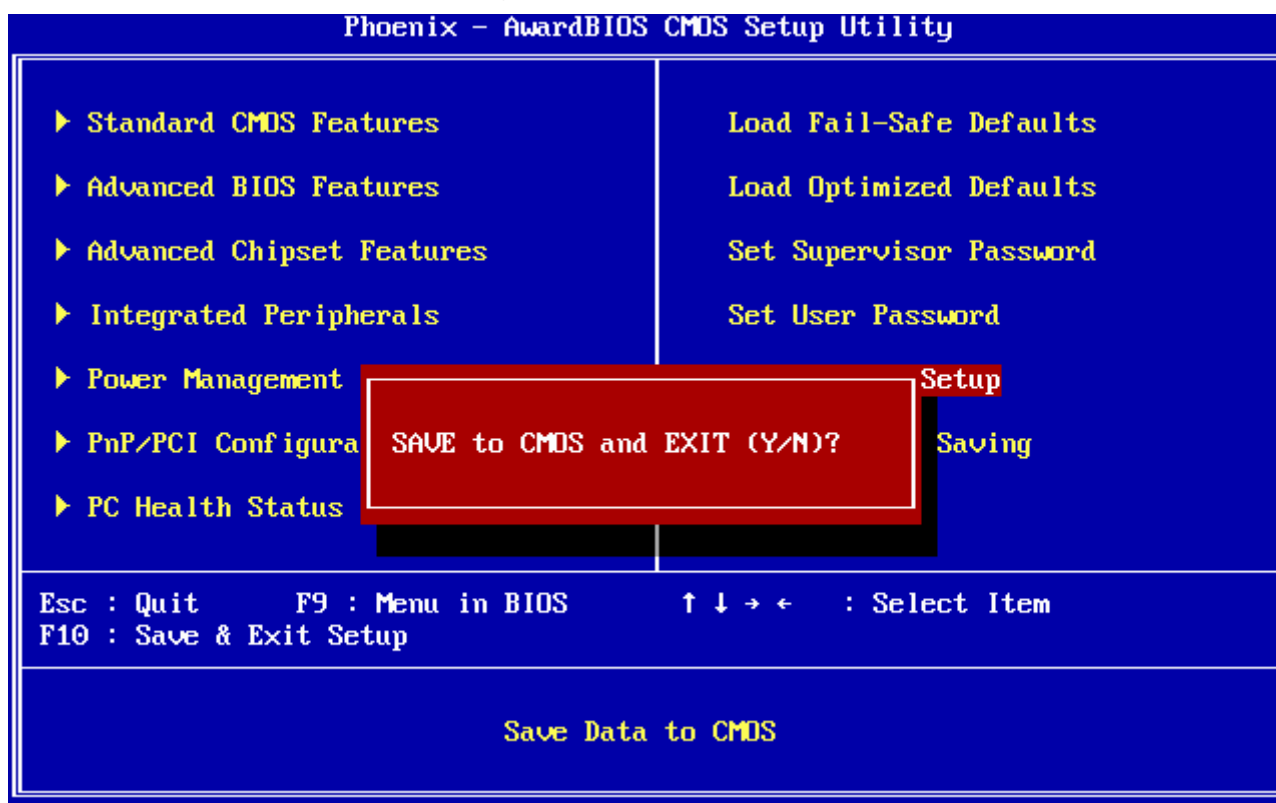 Phoenix - AwardBIOS CMOS Setup Utility
Standard CMOS Features
Advanced BIOS Features
Advanced Chipset Features
Integrated Peripherals
Power Management
PnP/PCI Configura
PC Health Status
Load Fail-Safe Defaults
Load Optimized Defaults
Set Supervisor Password
Set User Password
Setup
Saving
SAVE to CMOS and EXIT (Y/N)?
Esc : Quit F9 : Menu in BIOS ↑ ↓ → ← : Select Item
F10 : Save & Exit Setup
Save Data to CMOS